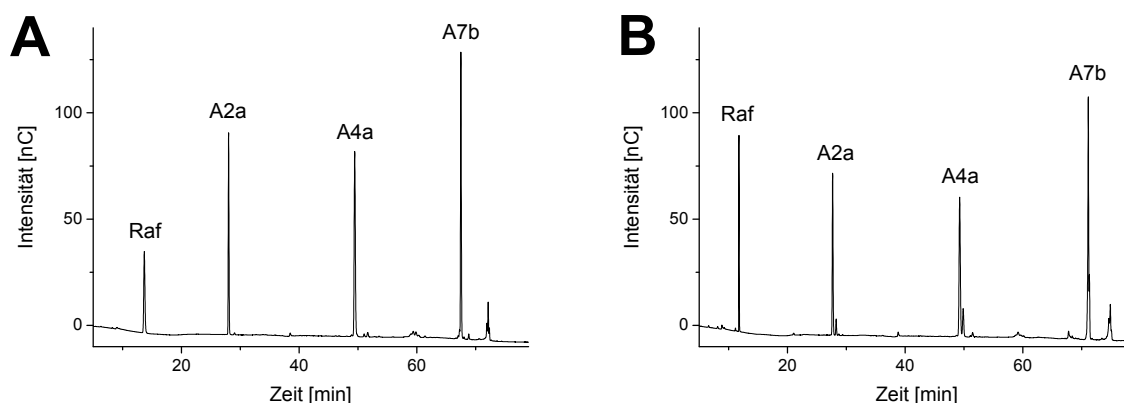 A
Intensität [nC]
100
50
0
Raf
A2a
A4a
A7b
20
40
60
Zeit [min]
B
Intensität [nC]
100
50
0
Raf
A2a
A4a
A7b
20
40
60
Zeit [min]